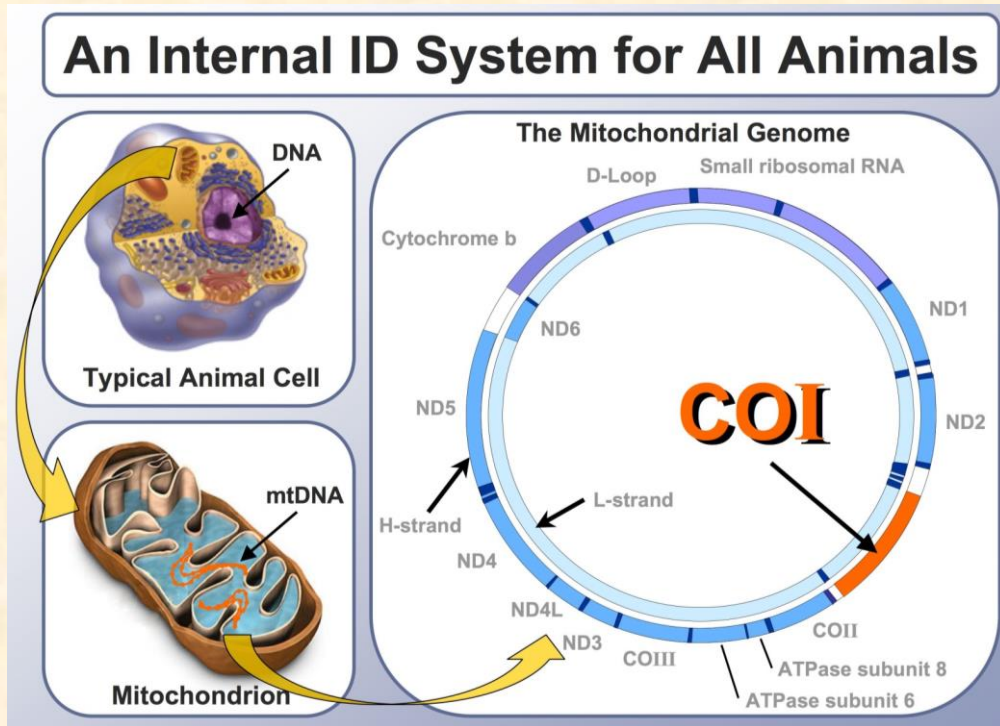 An Internal ID System for All Animals
DNA
Typical Animal Cell
mtDNA
Mitochondrion
The Mitochondrial Genome
D-Loop
Small ribosomal RNA
Cytochrome b
ND6
ND1
ND5
COI
ND2
H-strand
L-strand
ND4
ND4L
ND3
COIII
COII
ATPase subunit 8
ATPase subunit 6